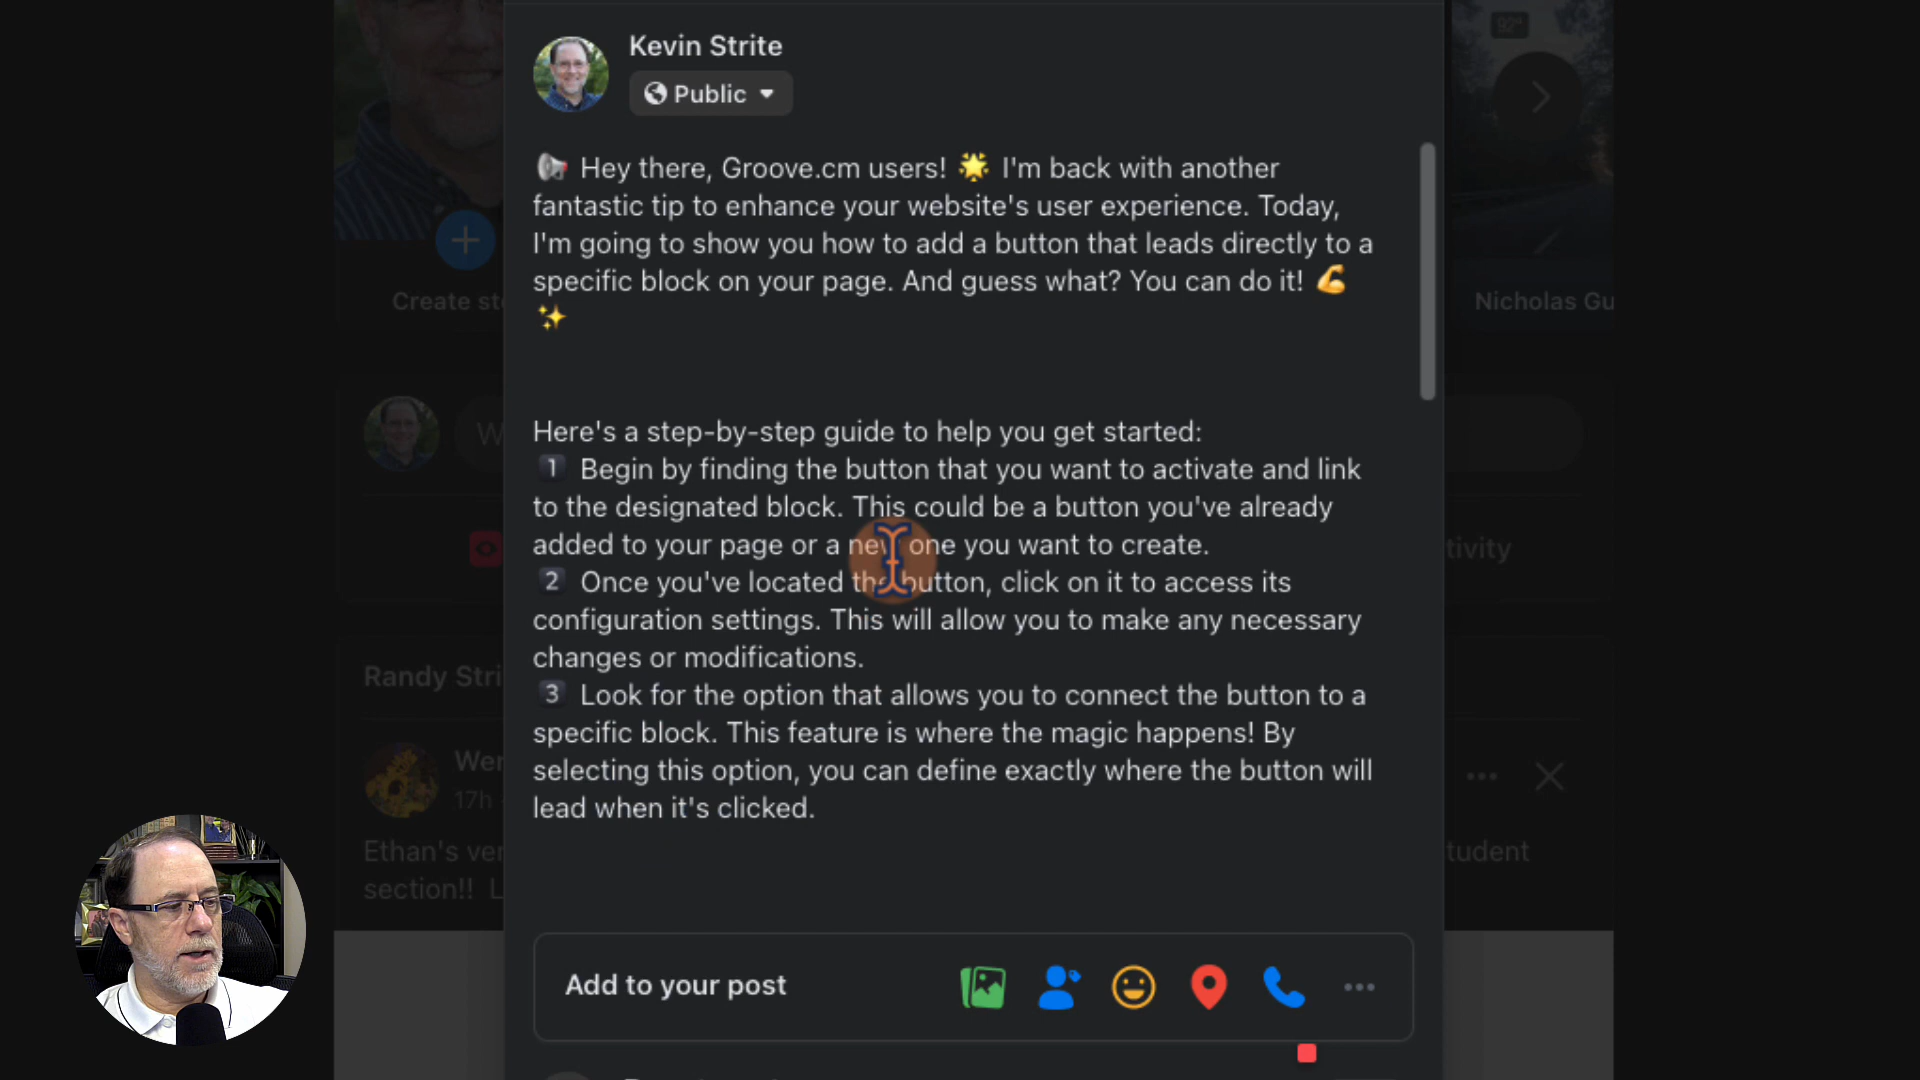 92°
Kevin Strite
Public
📢 Hey there, Groove.cm users! 🌟 I'm back with another
fantastic tip to enhance your website's user experience. Today,
I'm going to show you how to add a button that leads directly to a
specific block on your page. And guess what? You can do it! 💪
✨
Create sto
Nicholas Gu
W
Here's a step-by-step guide to help you get started:
1 Begin by finding the button that you want to activate and link
to the designated block. This could be a button you've already
added to your page or a new one you want to create.
2 Once you've located the button, click on it to access its
configuration settings. This will allow you to make any necessary
changes or modifications.
3 Look for the option that allows you to connect the button to a
specific block. This feature is where the magic happens! By
selecting this option, you can define exactly where the button will
lead when it's clicked.
tivity
Randy Stri
Wer
17h
Ethan's ver
section!! L
tudent
Add to your post